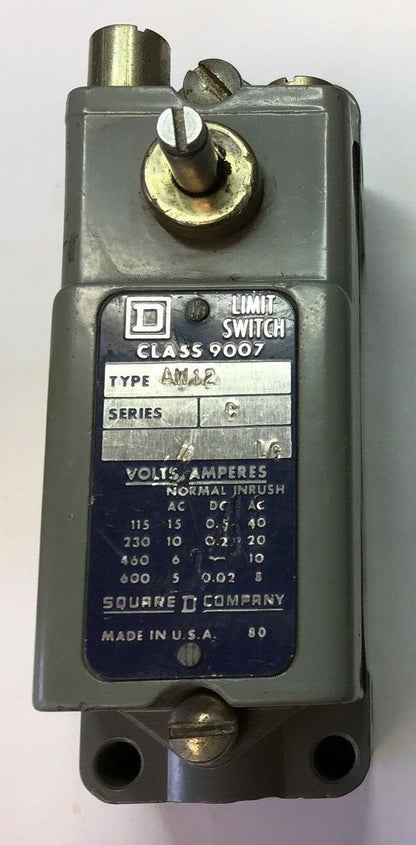 D LIMIT
SWITCH
CLASS 9007
TYPE AW12
SERIES C
LG
VOLTS/AMPERES
NORMAL INRUSH
AC DC AC
115 15 0.5 40
230 10 0.2 20
460 6 — 10
600 5 0.02 8
SQUARE D COMPANY
MADE IN U.S.A. 80